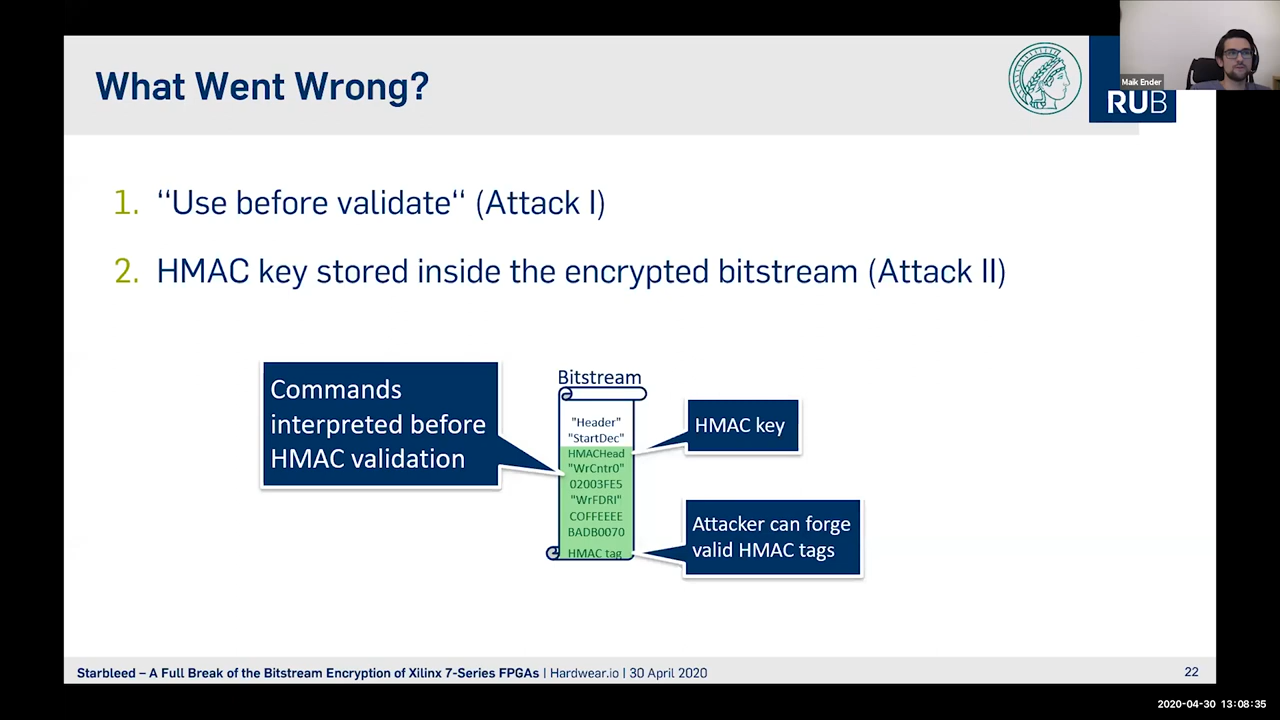 What Went Wrong?
Maik Ender
RUB
1. “Use before validate“ (Attack I)
2. HMAC key stored inside the encrypted bitstream (Attack II)
Commands
interpreted before
HMAC validation
Bitstream
"Header"
"StartDec"
HMACHead
"WrCntr0"
02003FE5
"WrFDRI"
COFFEEEE
BADB0070
HMAC tag
HMAC key
Attacker can forge
valid HMAC tags
Starbleed – A Full Break of the Bitstream Encryption of Xilinx 7-Series FPGAs | Hardwear.io | 30 April 2020
22
2020-04-30 13:08:35